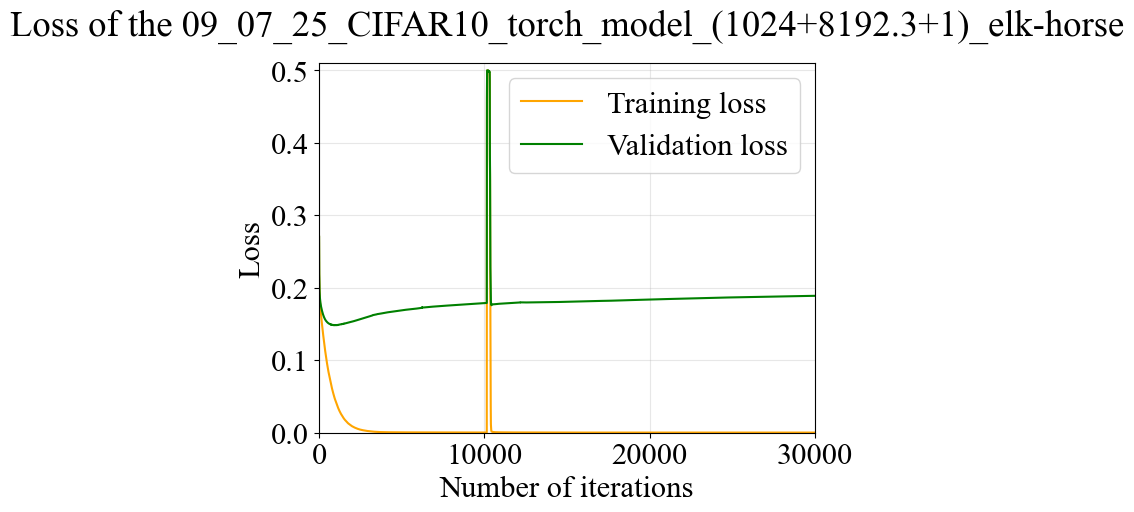 Loss of the 09_07_25_CIFAR10_torch_model_(1024+8192.3+1)_elk-horse
0.5
0.4
0.3
0.2
0.1
0.0
Loss
Training loss
Validation loss
0 10000 20000 30000
Number of iterations